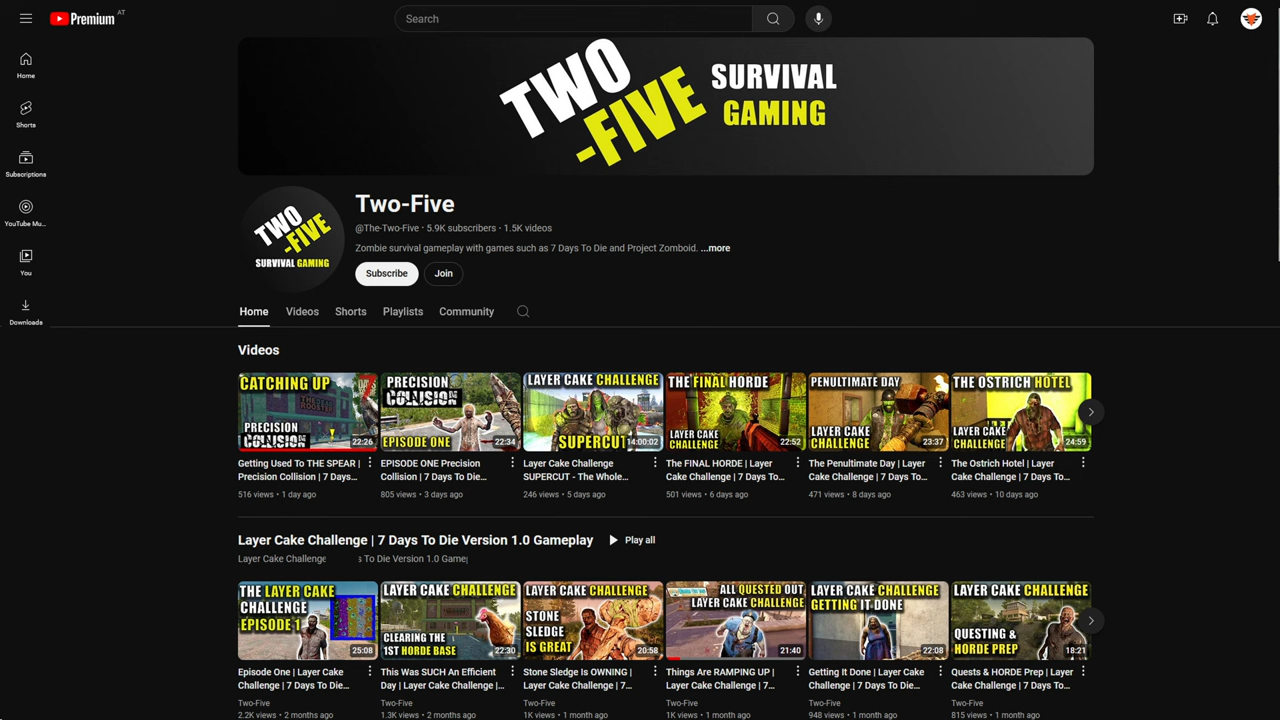 Premium AT
Search
Home
Shorts
Subscriptions
YouTube Mu...
You
Downloads
TWO
-FIVE
SURVIVAL
GAMING
TWO
-FIVE
SURVIVAL GAMING
Two-Five
@The-Two-Five · 5.9K subscribers · 1.5K videos
Zombie survival gameplay with games such as 7 Days To Die and Project Zomboid. ...more
Subscribe Join
Home Videos Shorts Playlists Community
Videos
CATCHING UP
PRECISION
COLLISION
22:26
PRECISION
COLLISION
EPISODE ONE
22:34
LAYER CAKE CHALLENGE
SUPERCUT
14:00:02
THE FINAL HORDE
LAYER CAKE
CHALLENGE
22:52
PENULTIMATE DAY
LAYER CAKE
CHALLENGE
23:37
THE OSTRICH HOTEL
LAYER CAKE
CHALLENGE
24:59
Getting Used To THE SPEAR |
Precision Collision | 7 Days...
516 views • 1 day ago
EPISODE ONE Precision
Collision | 7 Days To Die...
805 views • 3 days ago
Layer Cake Challenge
SUPERCUT - The Whole...
246 views • 5 days ago
The FINAL HORDE | Layer
Cake Challenge | 7 Days To...
501 views • 6 days ago
The Penultimate Day | Layer
Cake Challenge | 7 Days To...
471 views • 8 days ago
The Ostrich Hotel | Layer
Cake Challenge | 7 Days To...
463 views • 10 days ago
Layer Cake Challenge | 7 Days To Die Version 1.0 Gameplay Play all
Layer Cake Challenge s To Die Version 1.0 Game
THE LAYER CAKE
CHALLENGE
EPISODE 1
25:08
LAYER CAKE CHALLENGE
CLEARING THE
1ST HORDE BASE
22:30
LAYER CAKE CHALLENGE
STONE
SLEDGE
IS GREAT
20:58
ALL QUESTED OUT
LAYER CAKE CHALLENGE
21:40
LAYER CAKE CHALLENGE
GETTING IT DONE
22:08
LAYER CAKE CHALLENGE
QUESTING &
HORDE PREP
18:21
Episode One | Layer Cake
Challenge | 7 Days To Die...
Two-Five
2.2K views • 2 months ago
This Was SUCH An Efficient
Day | Layer Cake Challenge |...
Two-Five
1.3K views • 2 months ago
Stone Sledge Is OWNING |
Layer Cake Challenge | 7...
Two-Five
1K views • 1 month ago
Things Are RAMPING UP |
Layer Cake Challenge | 7...
Two-Five
1K views • 1 month ago
Getting It Done | Layer Cake
Challenge | 7 Days To Die...
Two-Five
948 views • 1 month ago
Quests & HORDE Prep | Layer
Cake Challenge | 7 Days To...
Two-Five
815 views • 1 month ago